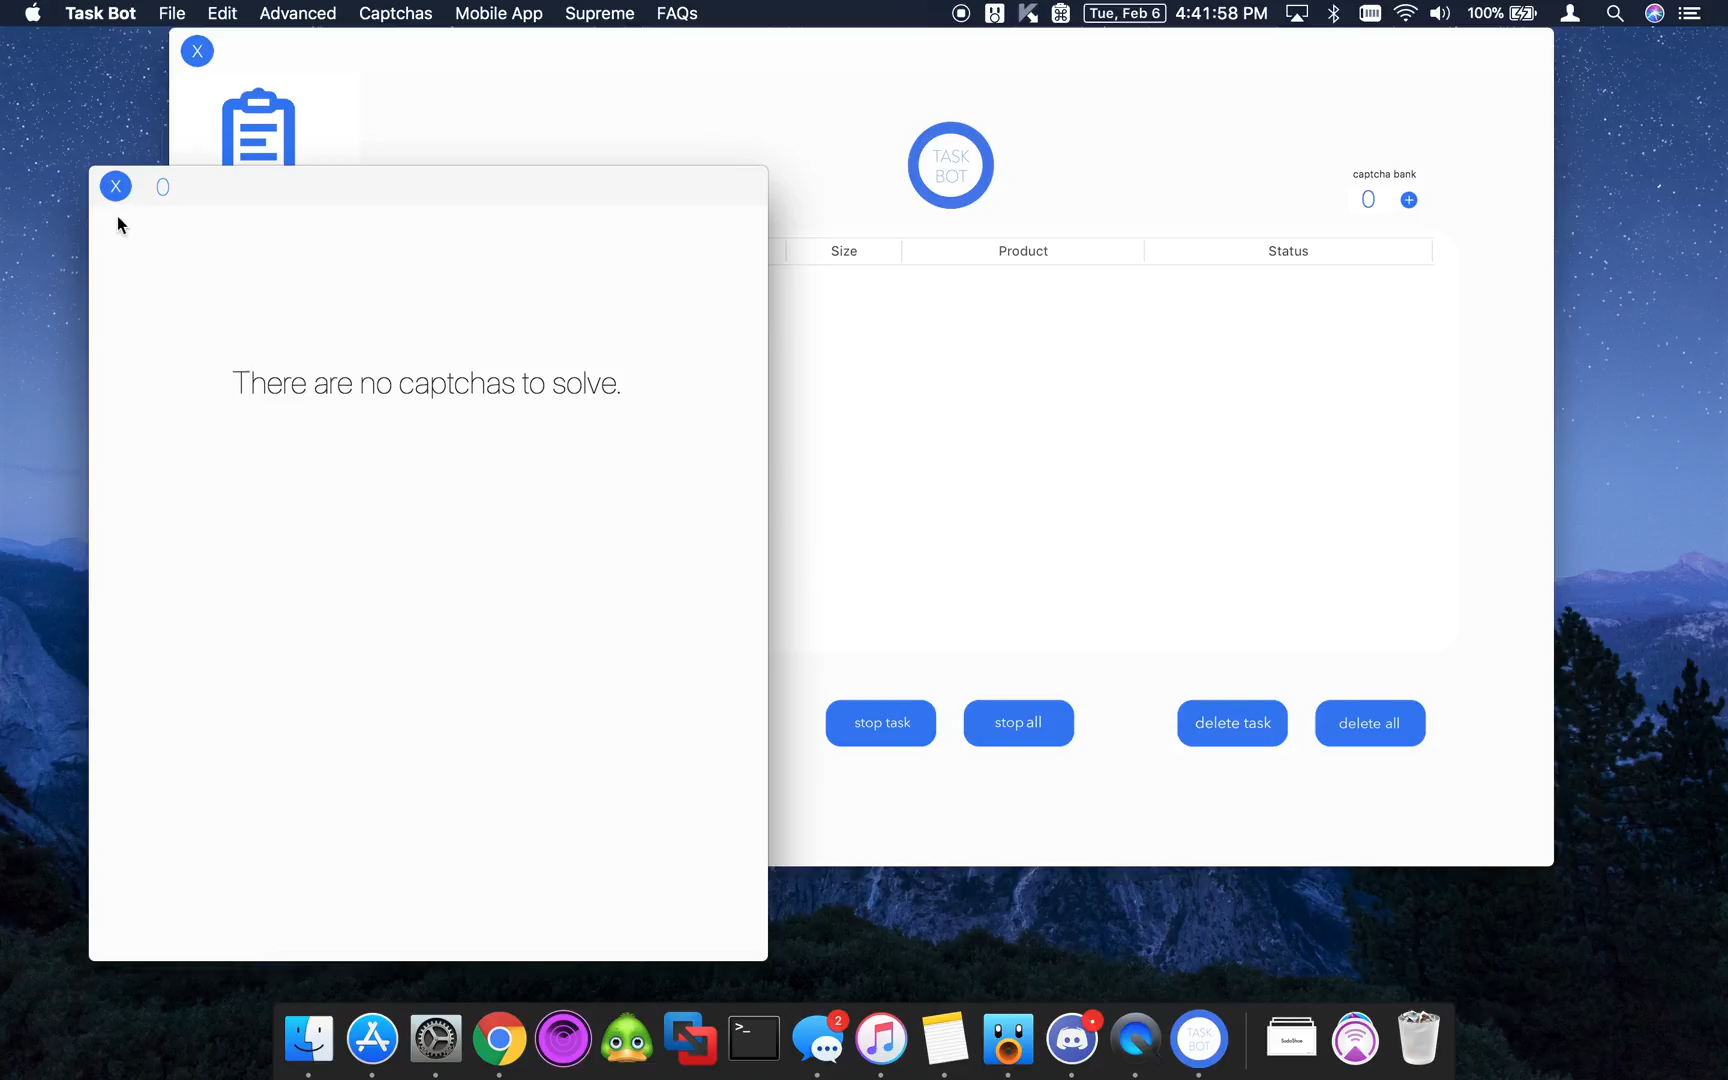 Task Bot File Edit Advanced Captchas Mobile App Supreme FAQs Tue, Feb 6 4:41:58 PM 100%
X
TASK
BOT
captcha bank
0 +
X 0
Size Product Status
There are no captchas to solve.
stop task stop all delete task delete all
>_
2
TASK
BOT
SudoShoe